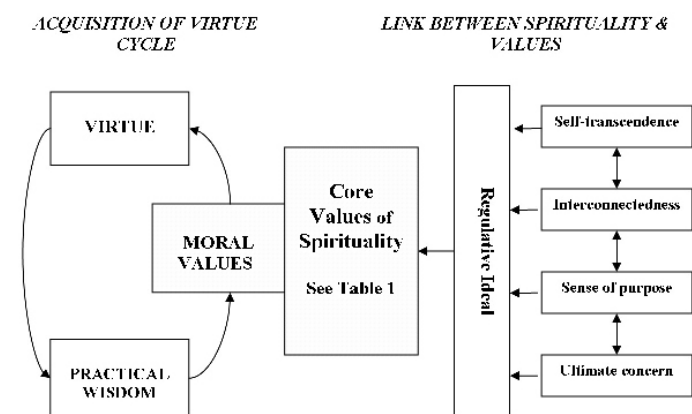 ACQUISITION OF VIRTUE
CYCLE
LINK BETWEEN SPIRITUALITY &
VALUES
VIRTUE
MORAL
VALUES
PRACTICAL
WISDOM
Core
Values of
Spirituality
See Table 1
Regulative Ideal
Self-transcendence
Interconnectedness
Sense of purpose
Ultimate concern